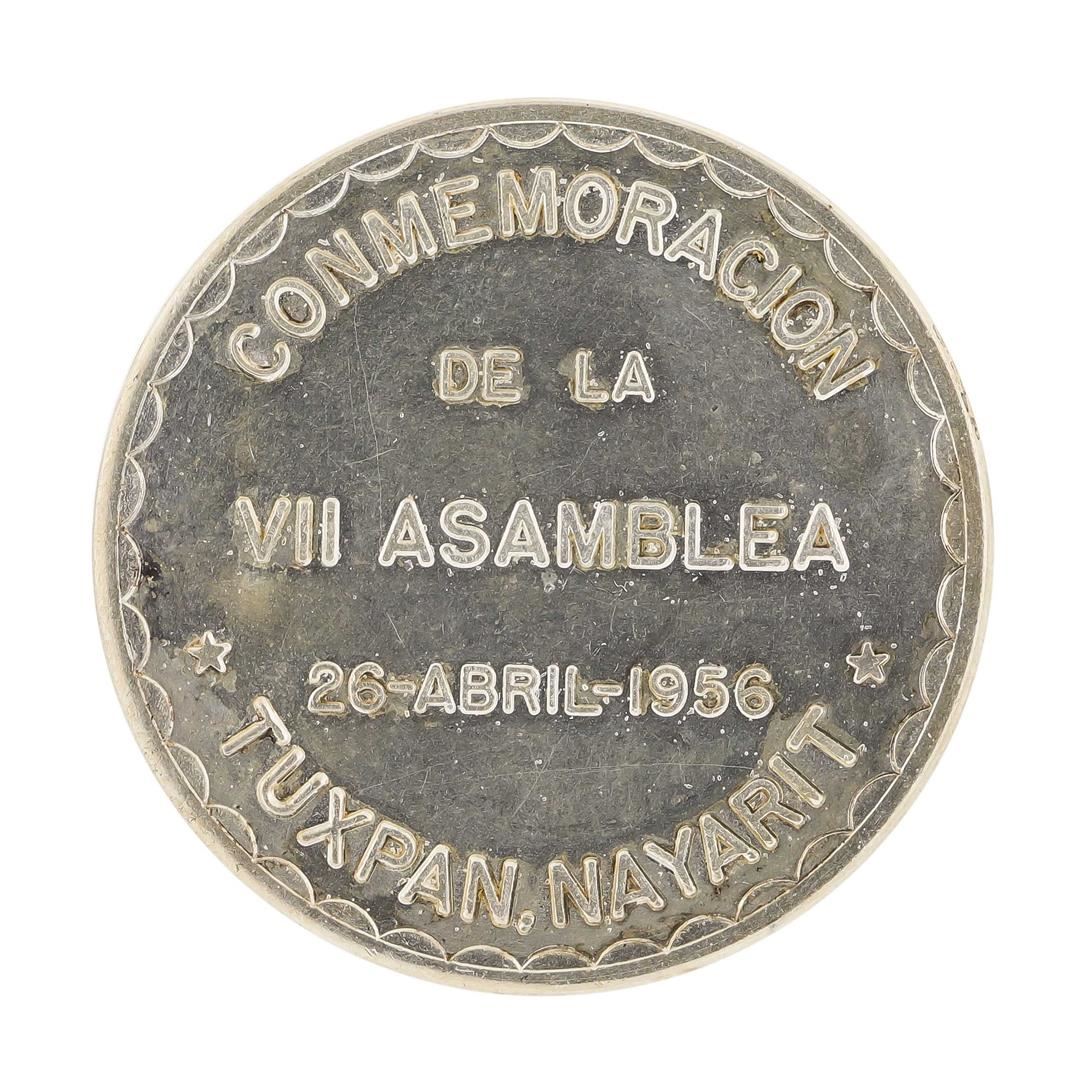 CONMEMORACION
DE LA
VII ASAMBLEA
26-ABRIL-1956
TUXPAN, NAYARIT